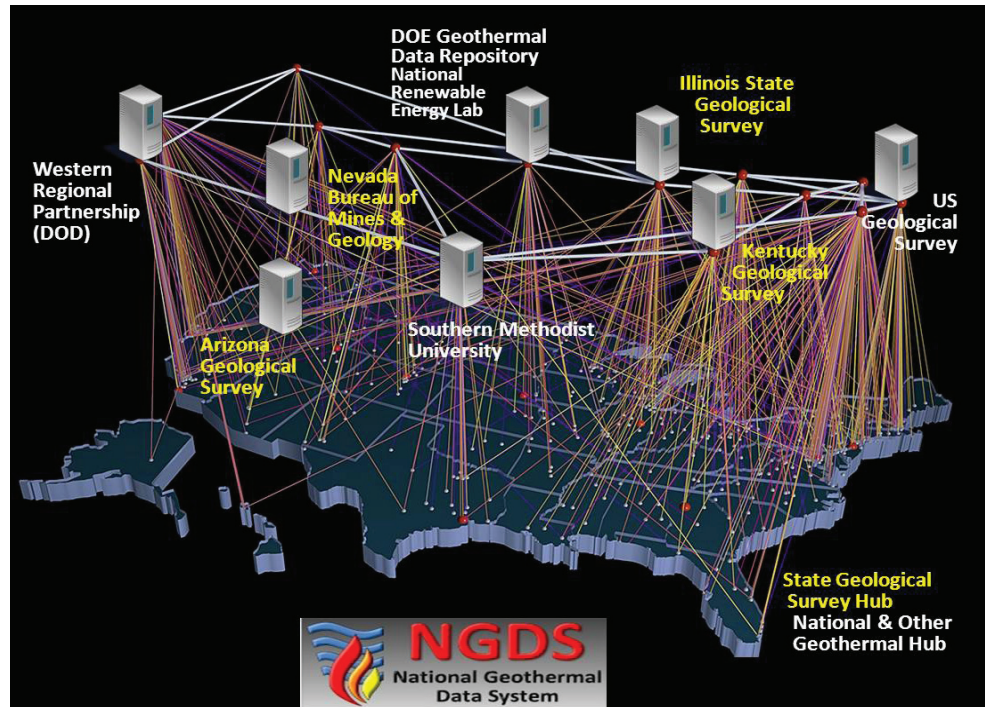 DOE Geothermal
Data Repository
National
Renewable
Energy Lab
Illinois State
Geological
Survey
Western
Regional
Partnership
(DOD)
Nevada
Bureau of
Mines &
Geology
US
Geological
Survey
Kentucky
Geological
Survey
Arizona
Geological
Survey
Southern Methodist
University
State Geological
Survey Hub
National & Other
Geothermal Hub
NGDS
National Geothermal
Data System